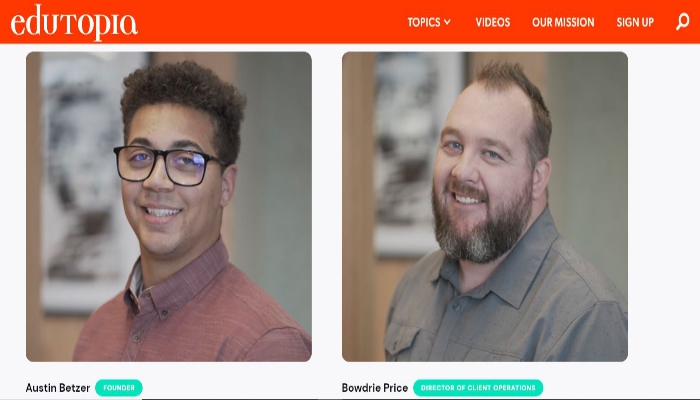 edutopia
TOPICS VIDEOS OUR MISSION SIGN UP
Austin Betzer FOUNDER
Bowdrie Price DIRECTOR OF CLIENT OPERATIONS